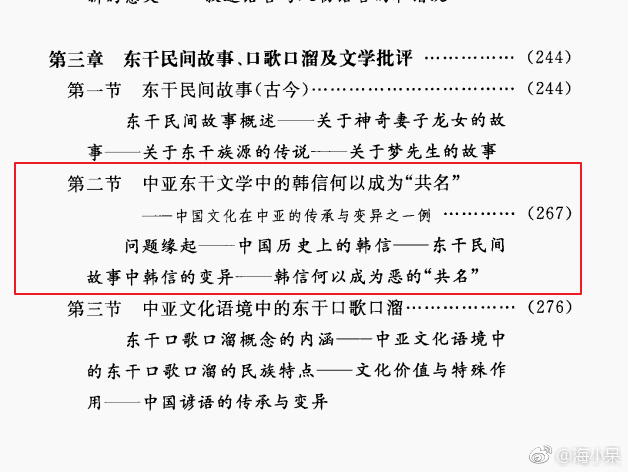 第三章 东干民间故事、口歌口溜及文学批评 ……………(244)
第一节 东干民间故事(古今)……………………………(244)
东干民间故事概述——关于神奇妻子龙女的故
事——关于东干族源的传说——关于梦先生的故事
第二节 中亚东干文学中的韩信何以成为“共名”
——中国文化在中亚的传承与变异之一例 …………(267)
问题缘起——中国历史上的韩信——东干民间
故事中韩信的变异——韩信何以成为恶的“共名”
第三节 中亚文化语境中的东干口歌口溜 ………………(276)
东干口歌口溜概念的内涵——中亚文化语境中
的东干口歌口溜的民族特点——文化价值与特殊作
用——中国谚语的传承与变异
@海小杲